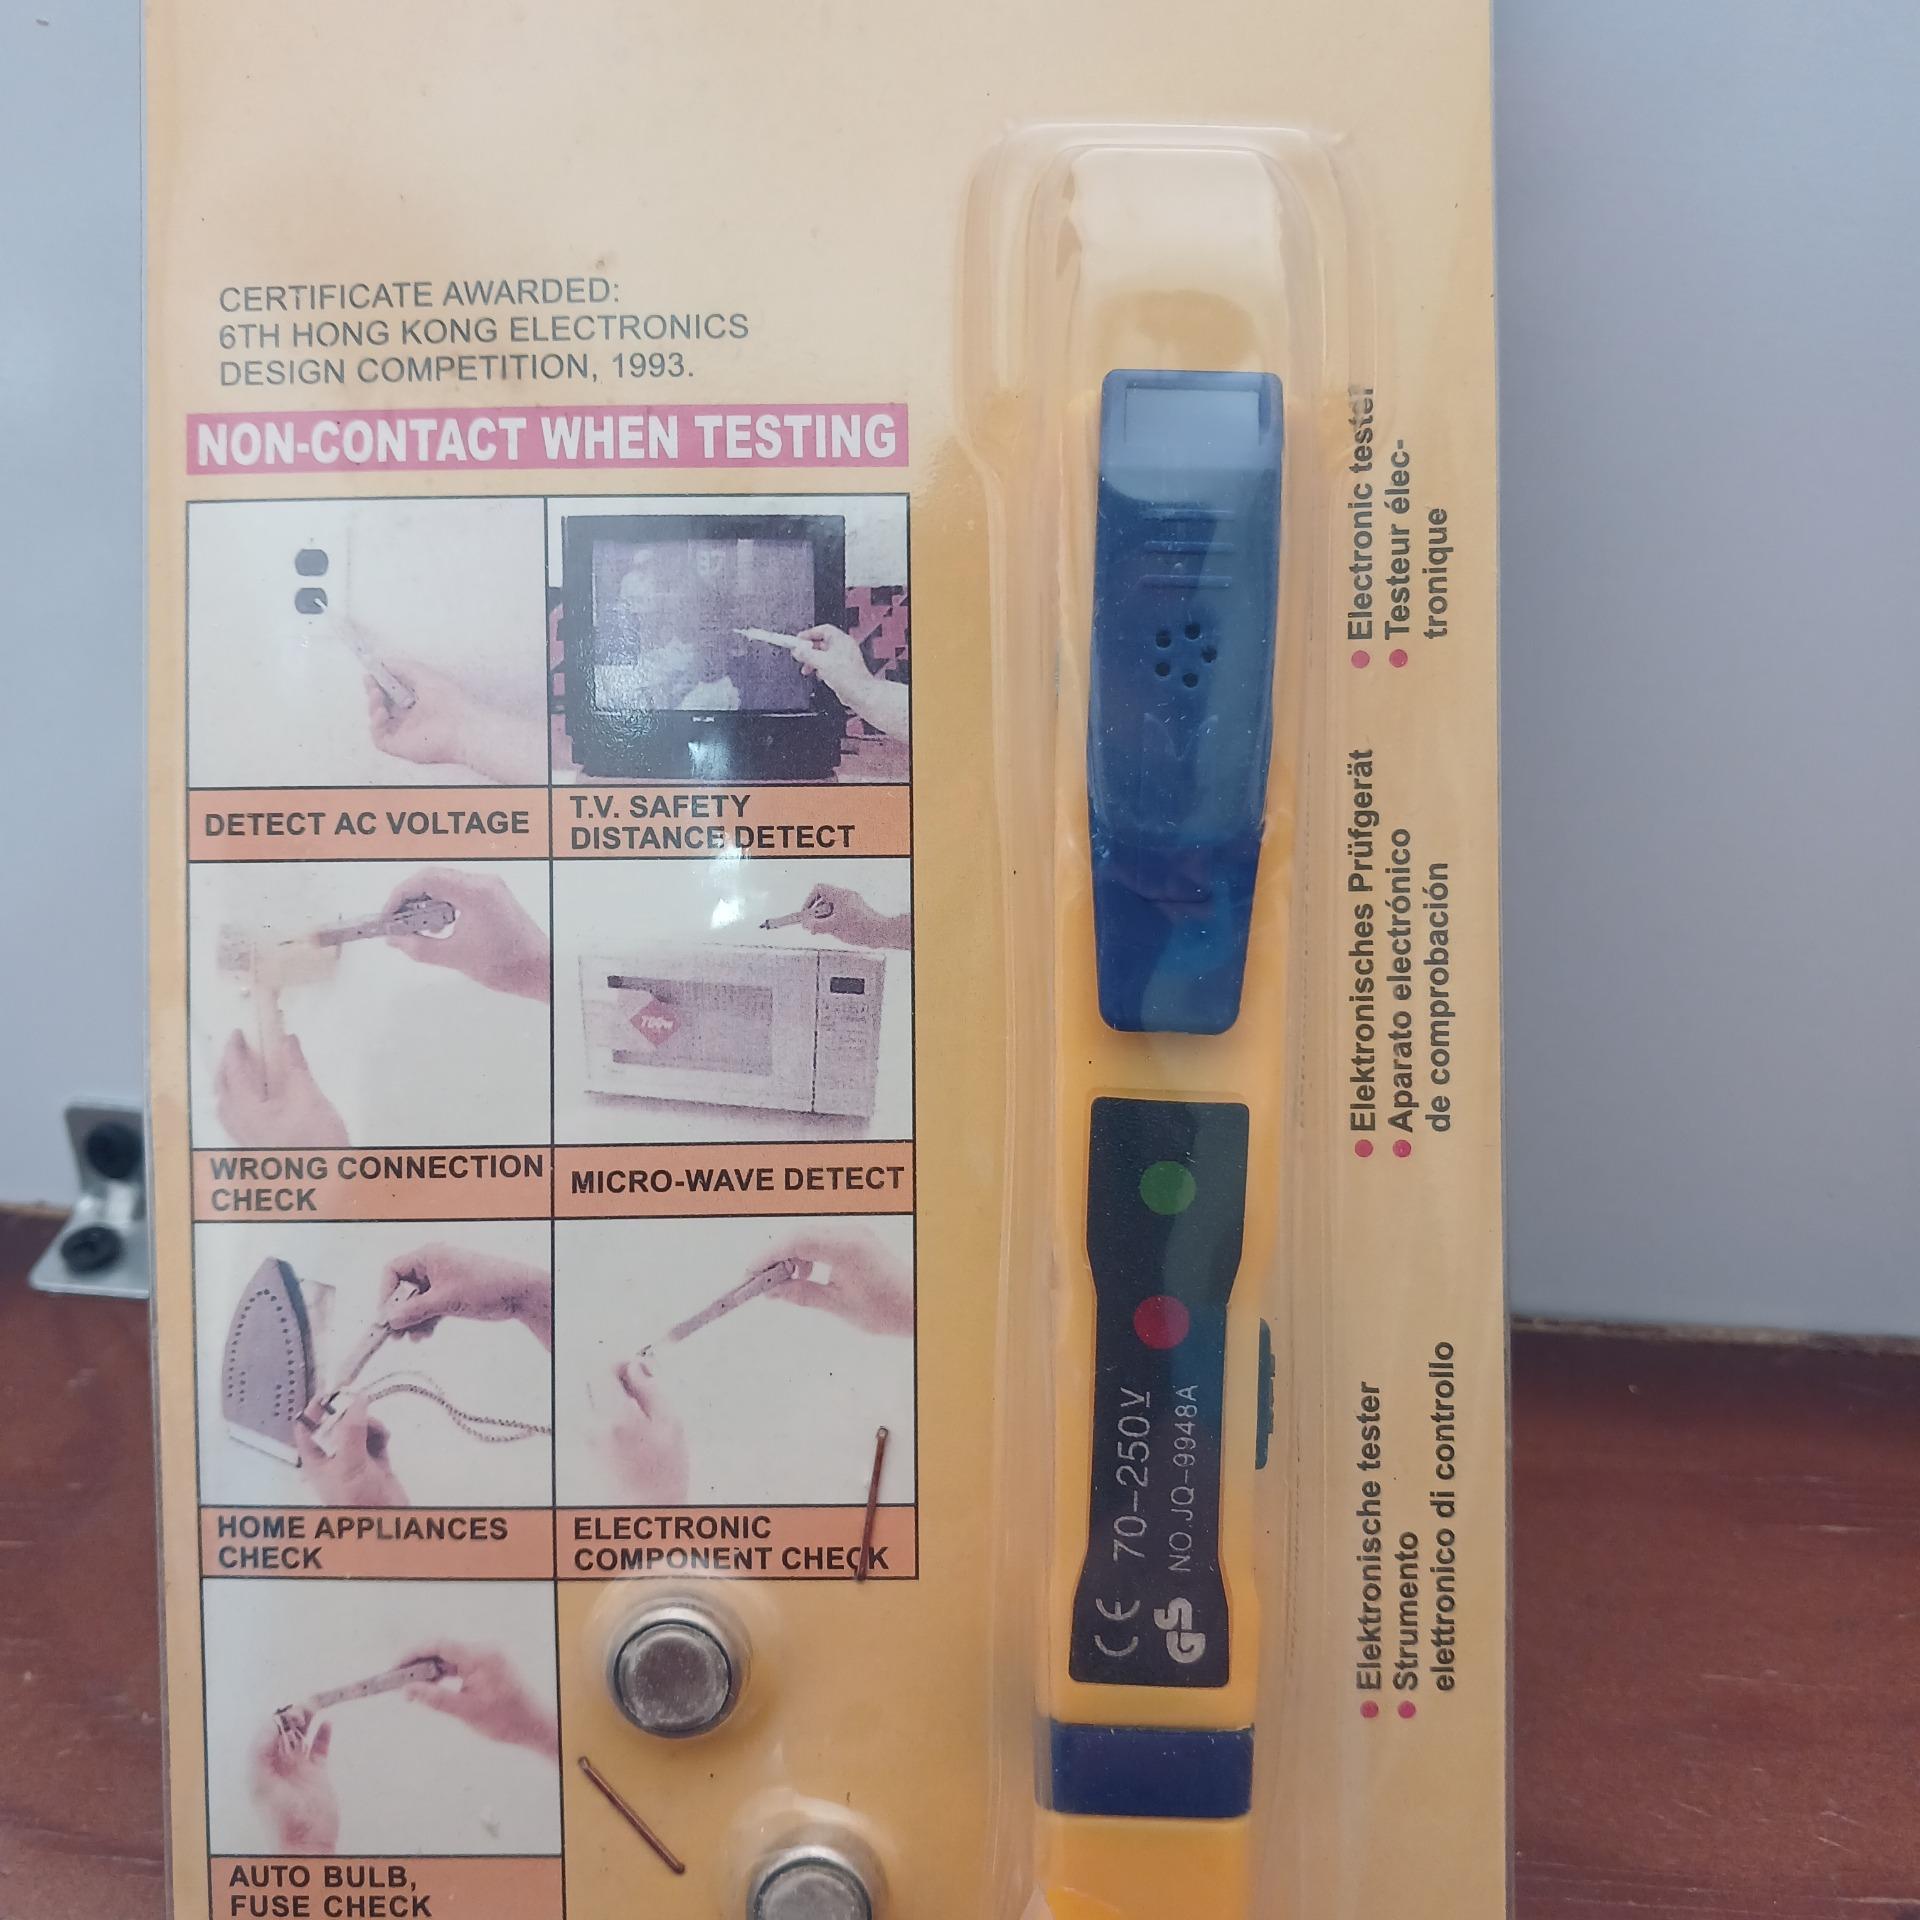 CERTIFICATE AWARDED:
6TH HONG KONG ELECTRONICS
DESIGN COMPETITION, 1993.
NON-CONTACT WHEN TESTING
DETECT AC VOLTAGE
T.V. SAFETY
DISTANCE DETECT
WRONG CONNECTION
CHECK
MICRO-WAVE DETECT
HOME APPLIANCES
CHECK
ELECTRONIC
COMPONENT CHECK
AUTO BULB,
FUSE CHECK
CE 70-250V
GS NO.JQ-9948A
Electronic tester
Testeur élec-
tronique
Elektronisches Prüfgerät
Aparato electrónico
de comprobación
Elektronische tester
Strumento
elettronico di controllo